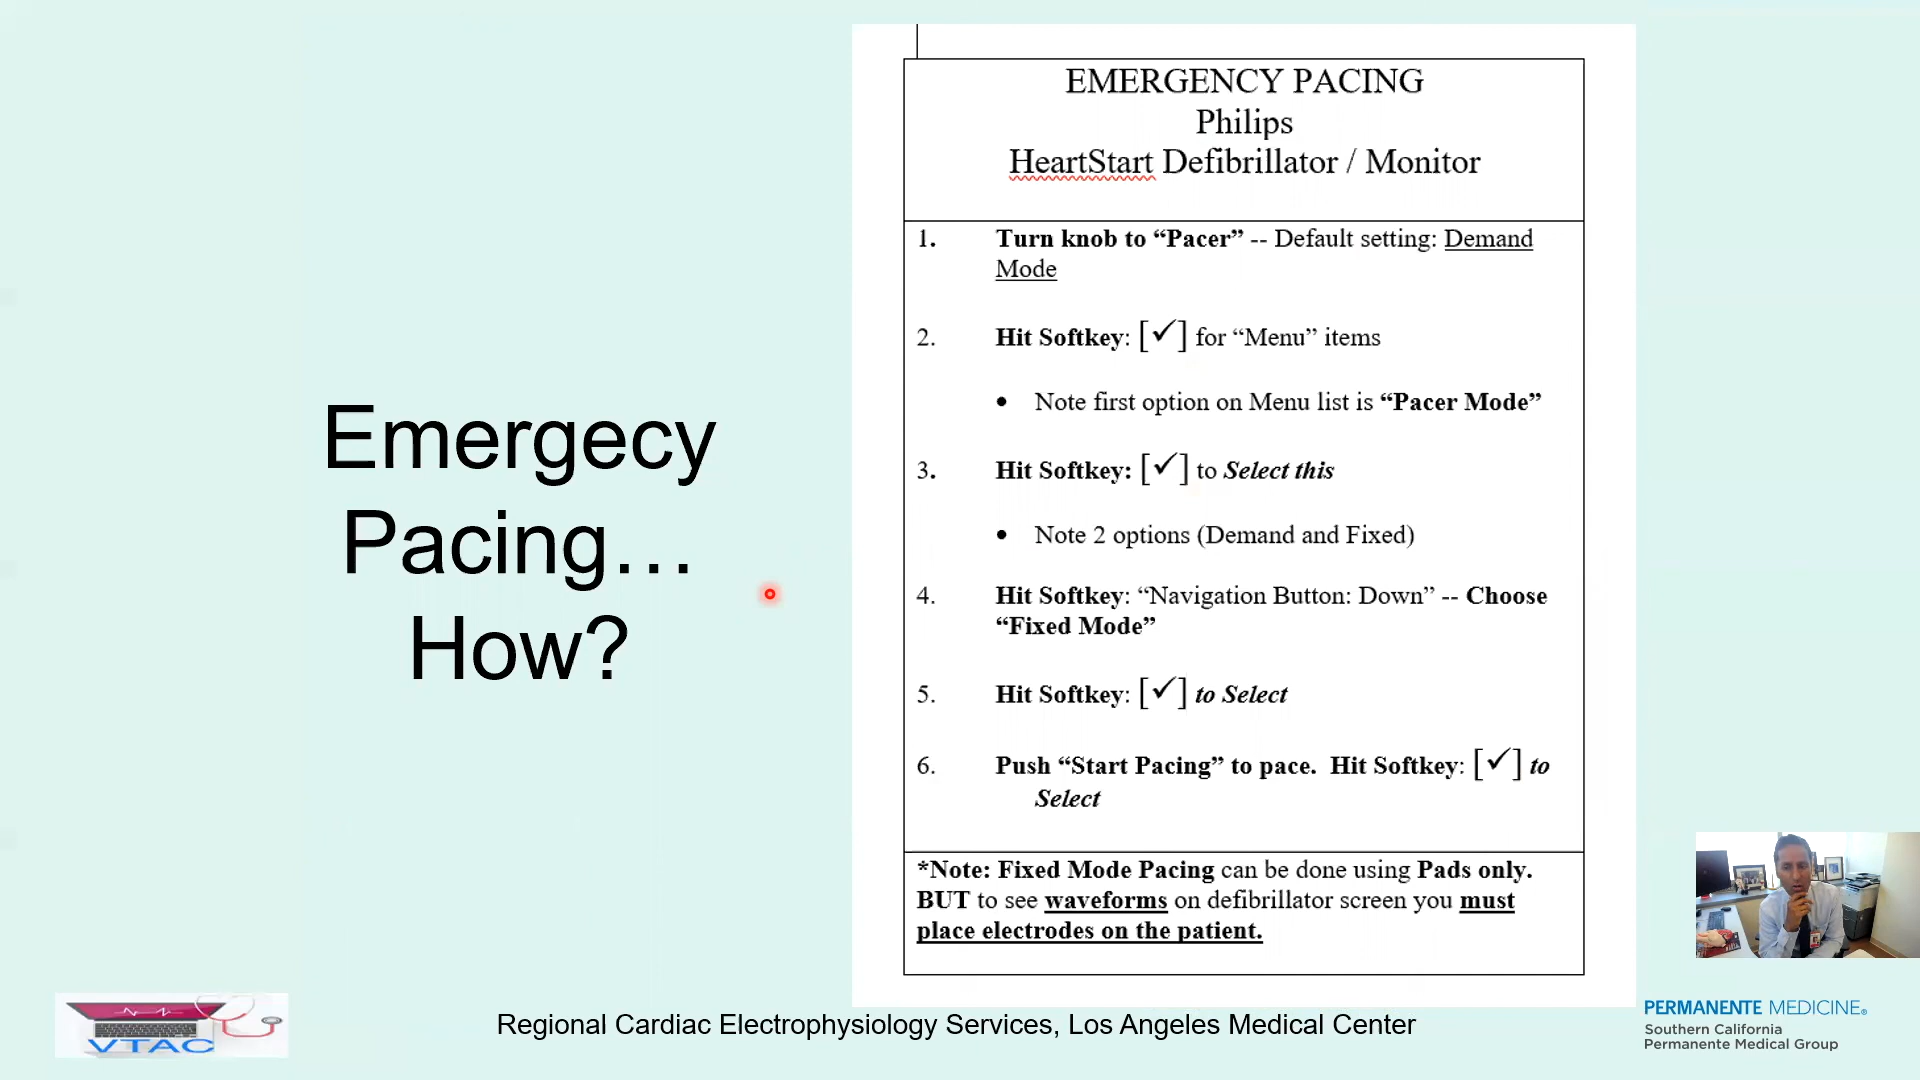 Emergecy
Pacing…
How?
EMERGENCY PACING
Philips
HeartStart Defibrillator / Monitor
1. Turn knob to “Pacer” -- Default setting: Demand
Mode
2. Hit Softkey: [✓] for “Menu” items
• Note first option on Menu list is “Pacer Mode”
3. Hit Softkey: [✓] to Select this
• Note 2 options (Demand and Fixed)
4. Hit Softkey: “Navigation Button: Down” -- Choose
“Fixed Mode”
5. Hit Softkey: [✓] to Select
6. Push “Start Pacing” to pace. Hit Softkey: [✓] to
Select
*Note: Fixed Mode Pacing can be done using Pads only.
BUT to see waveforms on defibrillator screen you must
place electrodes on the patient.
VTAC
Regional Cardiac Electrophysiology Services, Los Angeles Medical Center
PERMANENTE MEDICINE®
Southern California
Permanente Medical Group